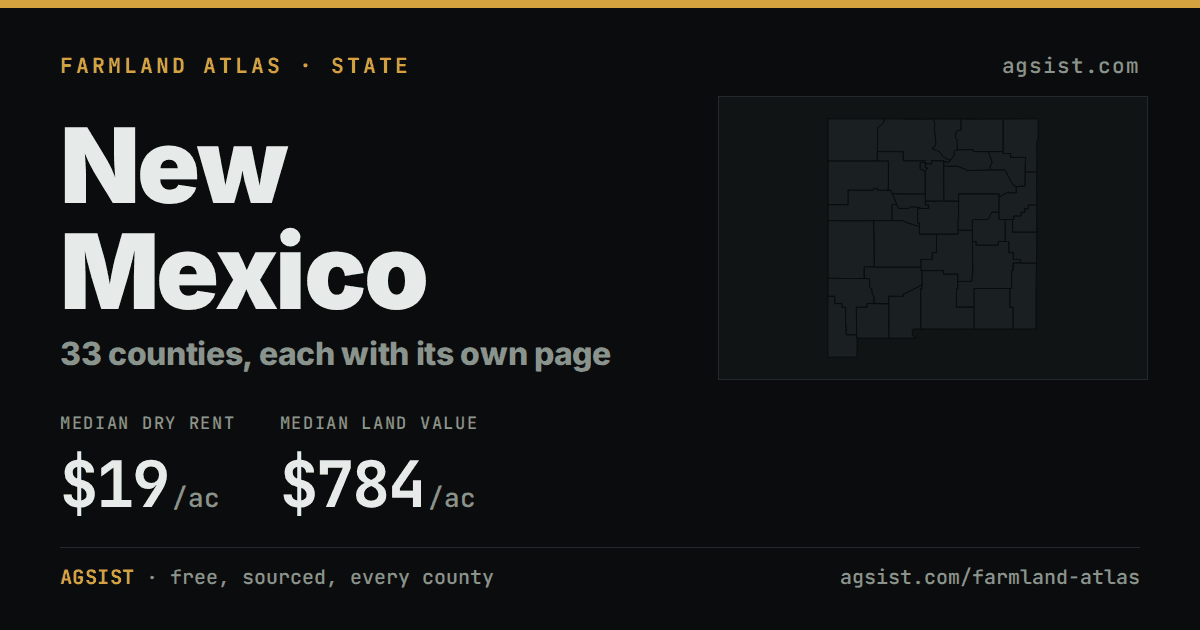 FARMLAND ATLAS · STATE
agsist.com
New
Mexico
33 counties, each with its own page
MEDIAN DRY RENT
MEDIAN LAND VALUE
$19/ac
$784/ac
AGSIST · free, sourced, every county
agsist.com/farmland-atlas